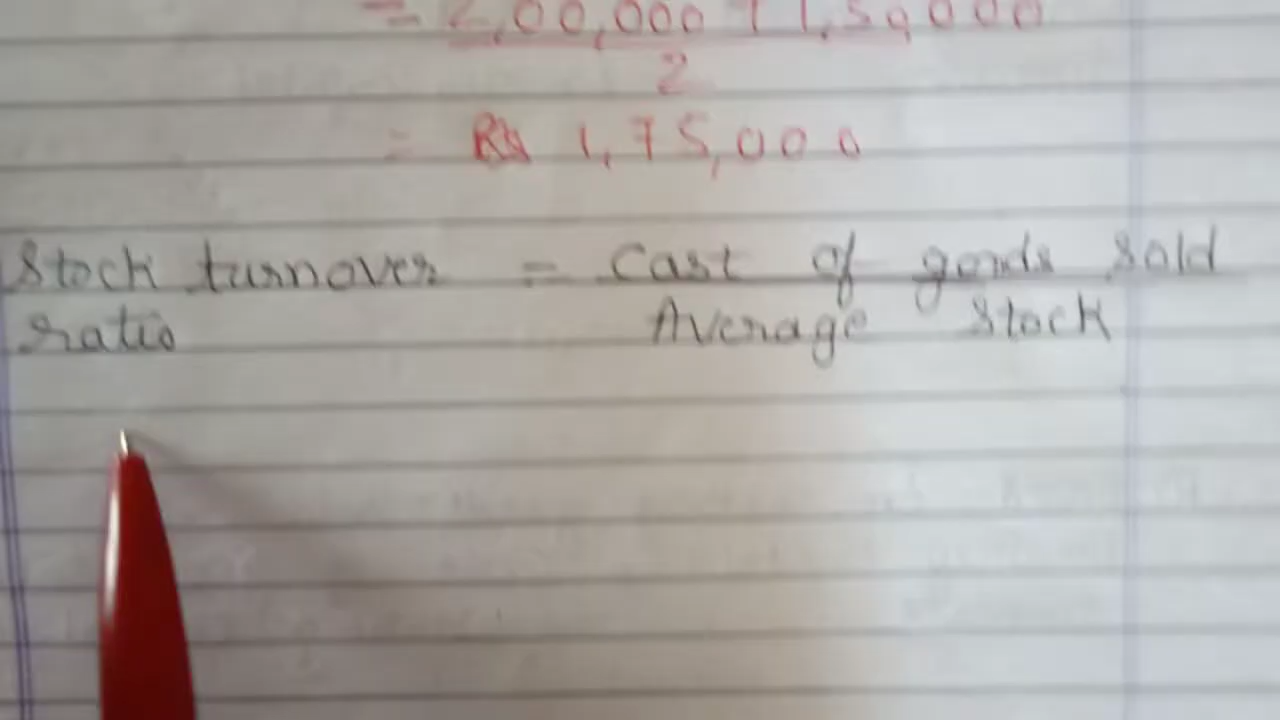 = 2,00,000 + 1,50,000
2
= Rs 1,75,000
Stock turnover = Cast of goods sold
ratio Average Stock